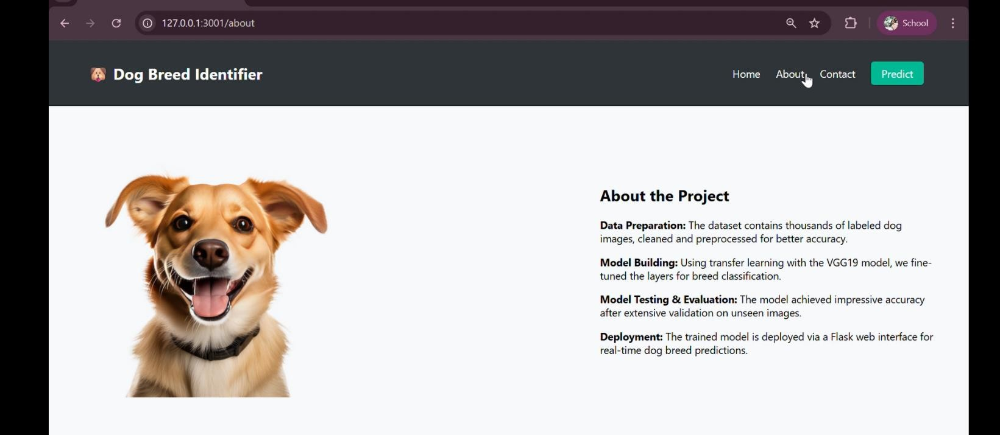 127.0.0.1:3001/about
School
Dog Breed Identifier
Home
About
Contact
Predict
About the Project
Data Preparation: The dataset contains thousands of labeled dog
images, cleaned and preprocessed for better accuracy.
Model Building: Using transfer learning with the VGG19 model, we fine-
tuned the layers for breed classification.
Model Testing & Evaluation: The model achieved impressive accuracy
after extensive validation on unseen images.
Deployment: The trained model is deployed via a Flask web interface for
real-time dog breed predictions.